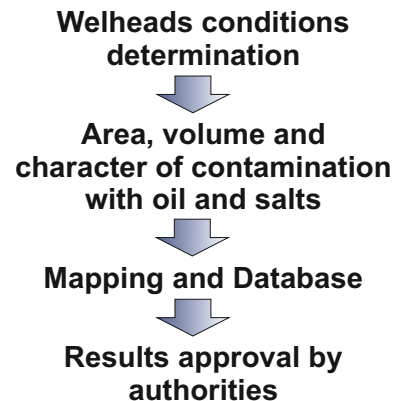 Welheads conditions
determination
Area, volume and
character of contamination
with oil and salts
Mapping and Database
Results approval by
authorities